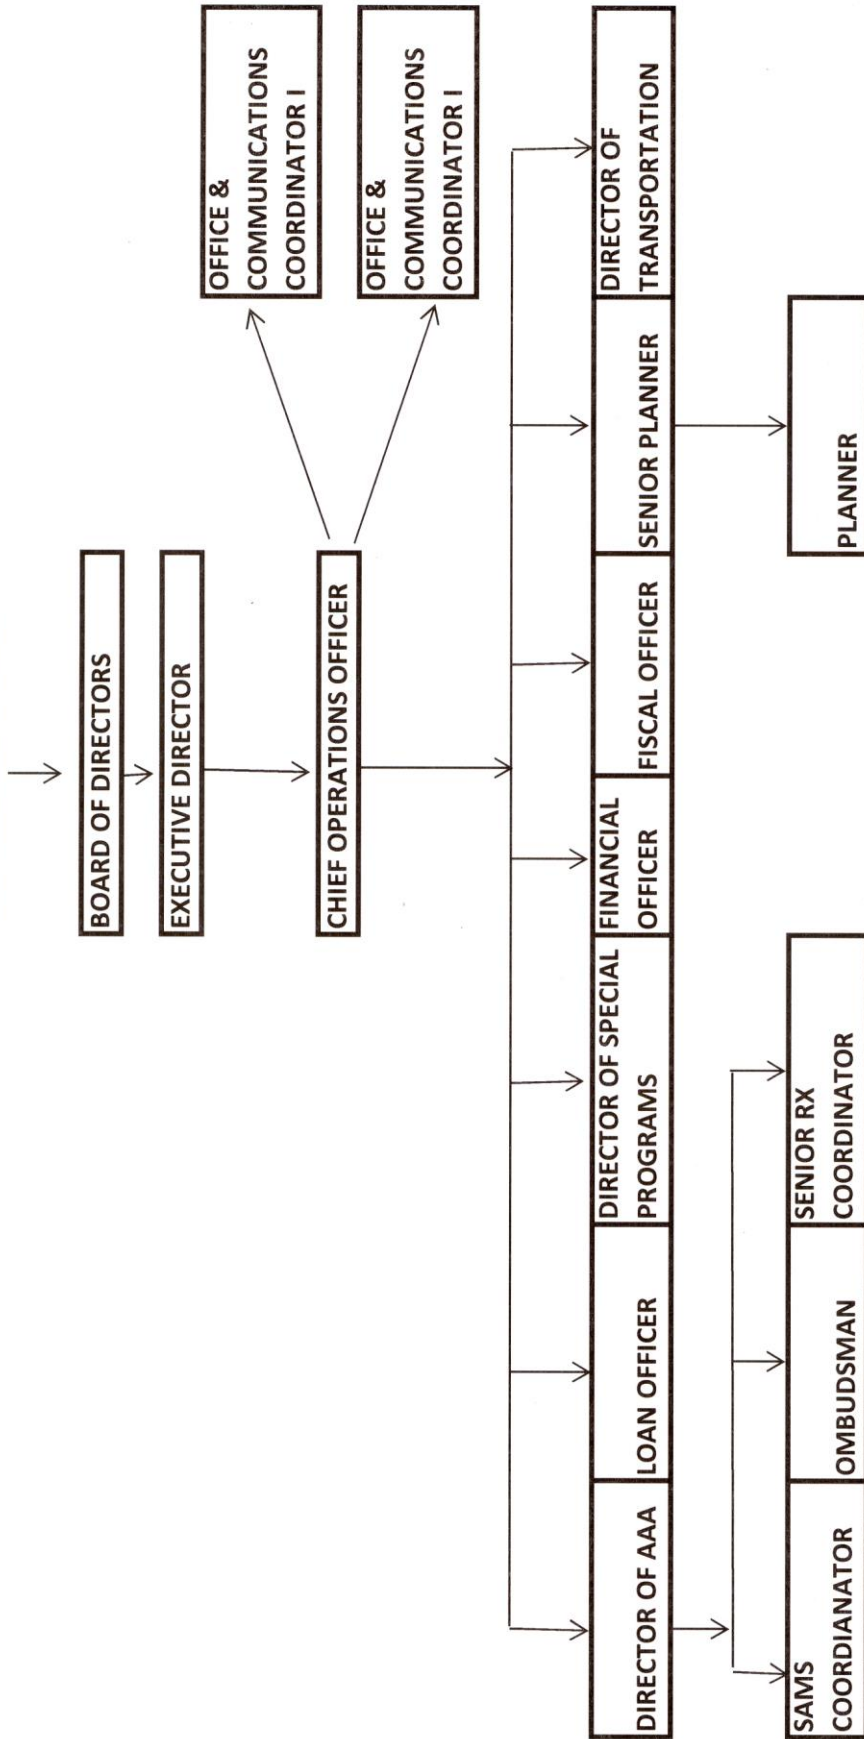 BOARD OF DIRECTORS
EXECUTIVE DIRECTOR
OFFICE &
COMMUNICATIONS
COORDINATOR I
CHIEF OPERATIONS OFFICER
OFFICE &
COMMUNICATIONS
COORDINATOR I
DIRECTOR OF AAA
LOAN OFFICER
DIRECTOR OF SPECIAL
PROGRAMS
FINANCIAL
OFFICER
FISCAL OFFICER
SENIOR PLANNER
DIRECTOR OF
TRANSPORTATION
SAMS
COORDIANATOR
OMBUDSMAN
SENIOR RX
COORDINATOR
PLANNER